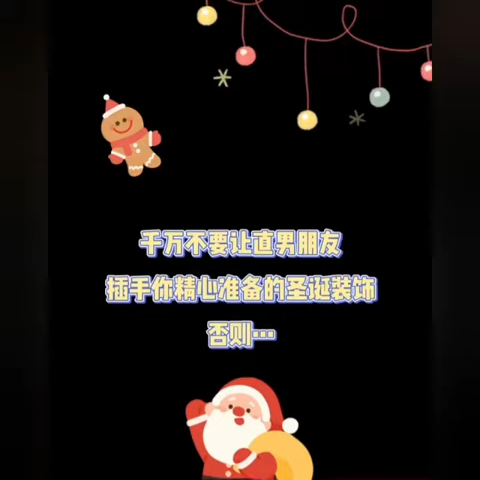 千万不要让直男朋友
插手你精心准备的圣诞装饰
否则…